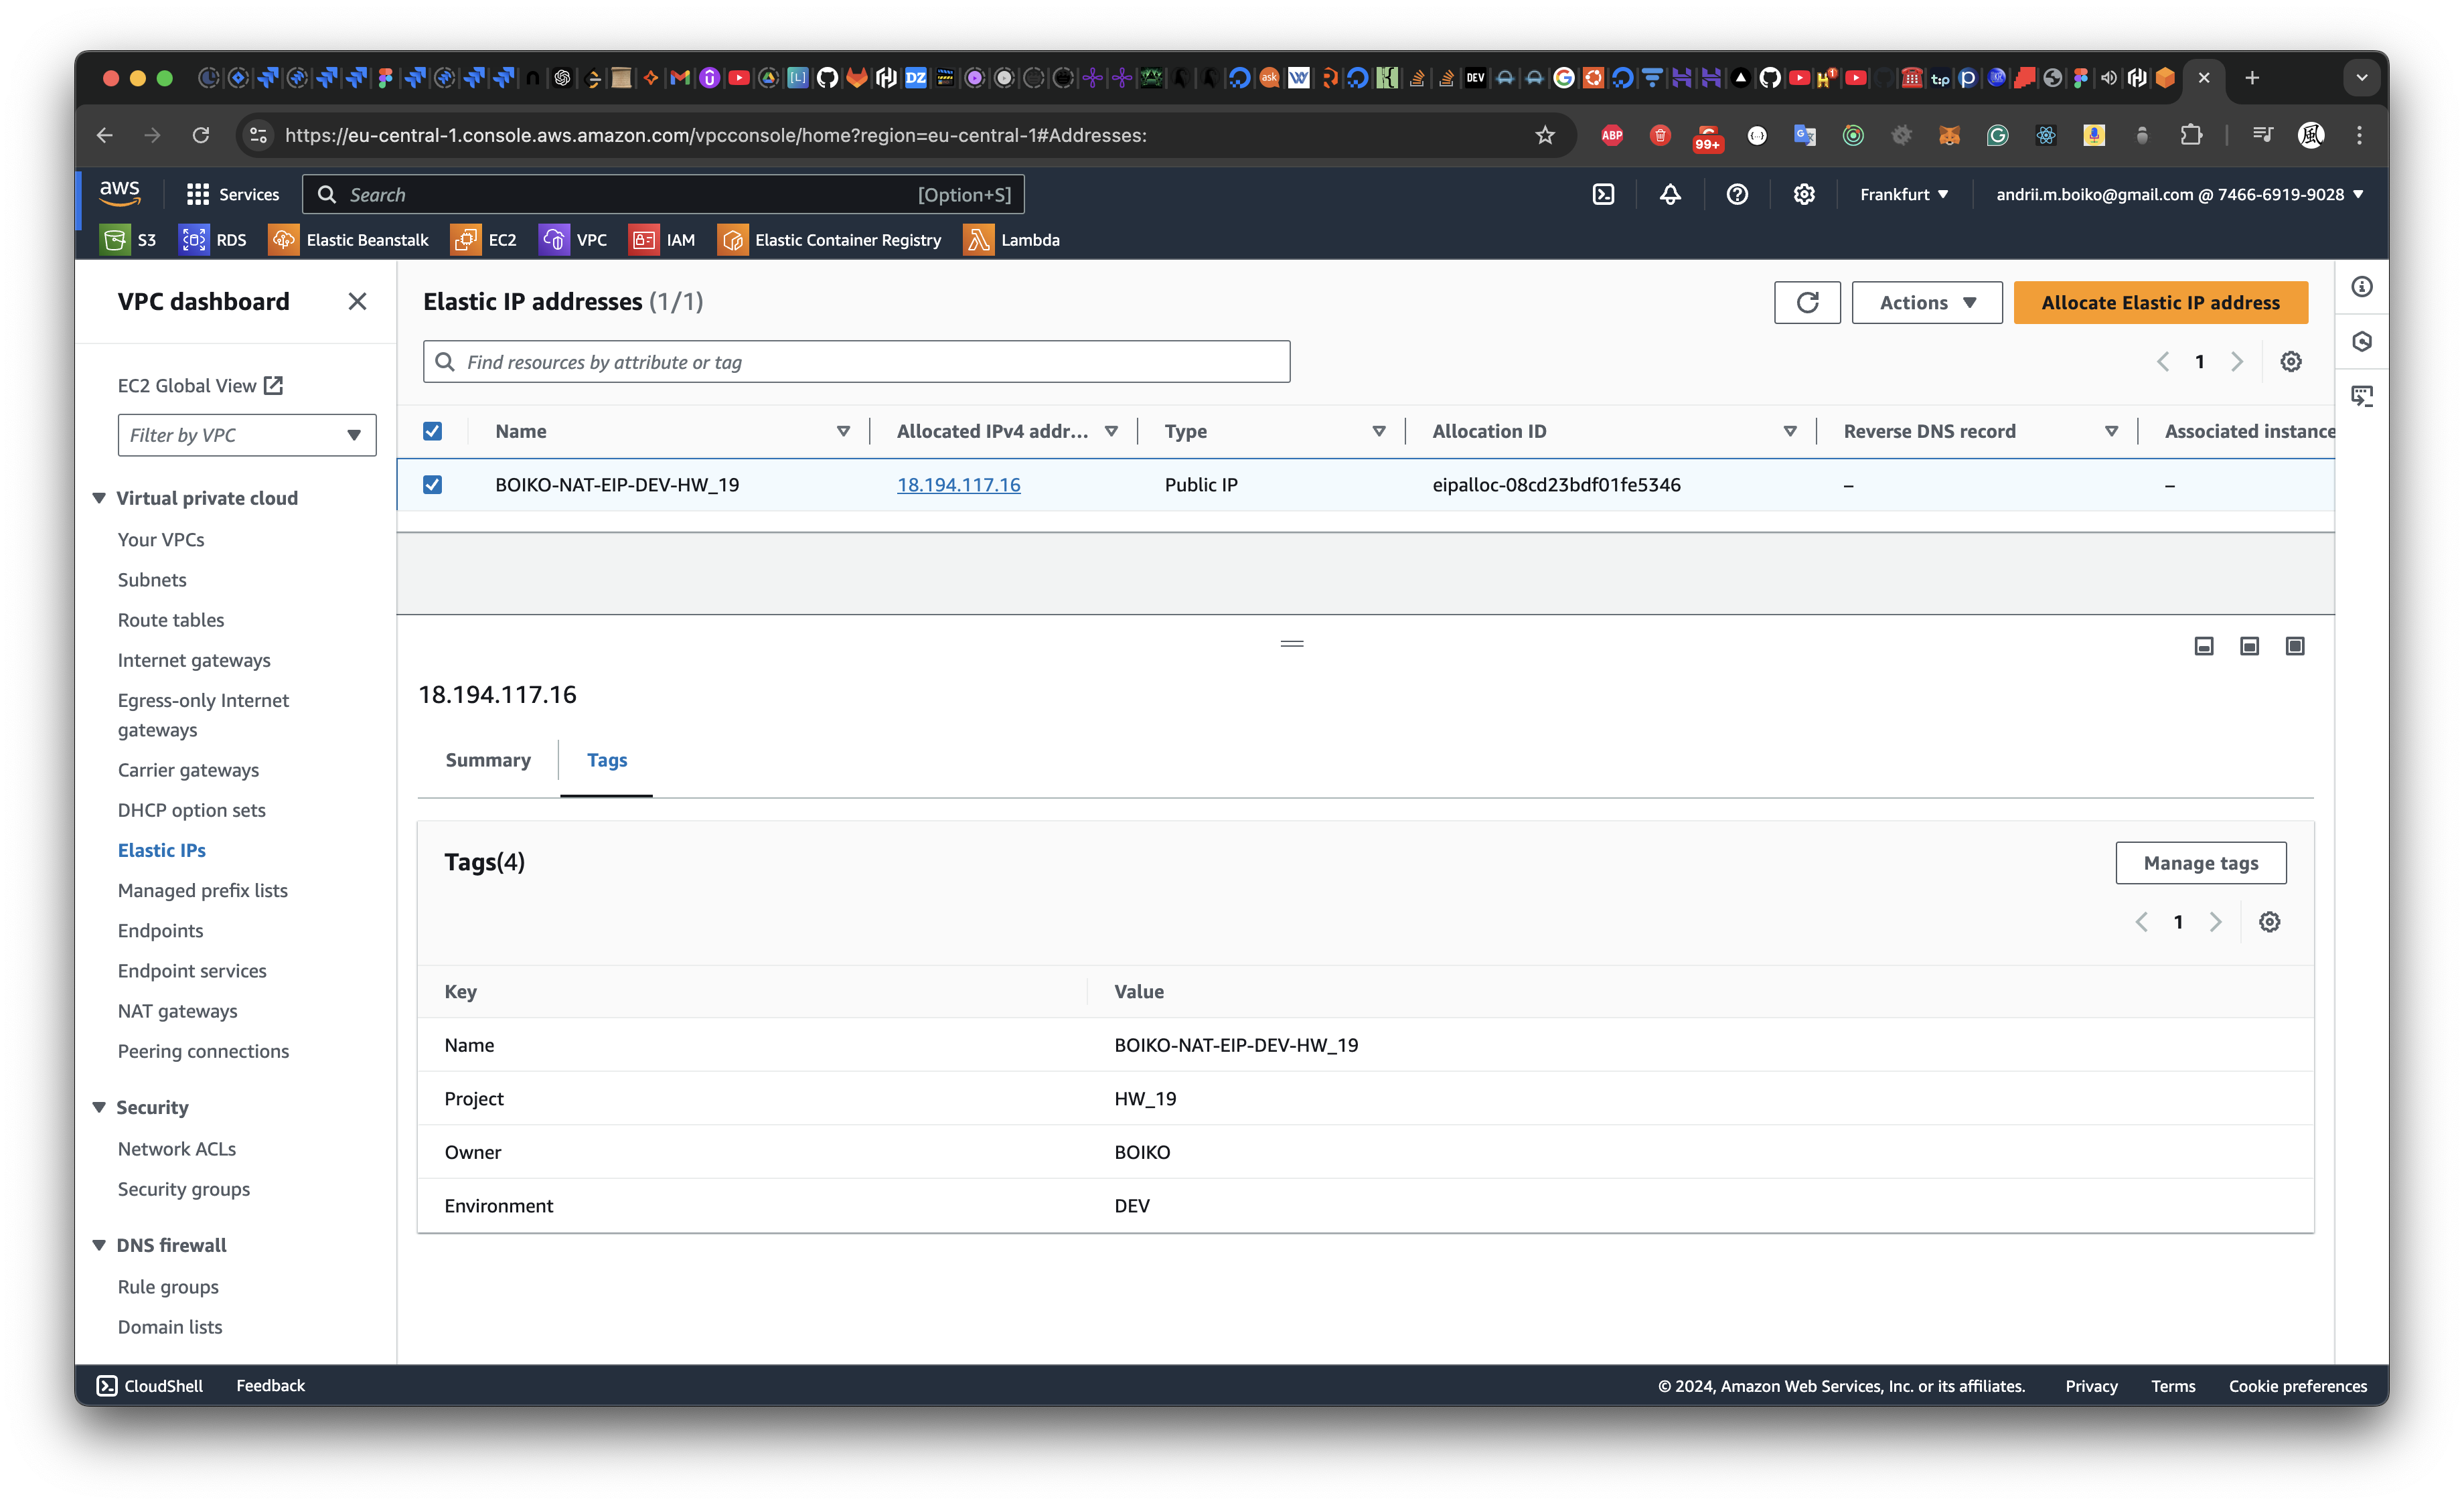 https://eu-central-1.console.aws.amazon.com/vpcconsole/home?region=eu-central-1#Addresses:
ABP
99+
aws
Services
Search
[Option+S]
Frankfurt
andrii.m.boiko@gmail.com @ 7466-6919-9028
S3
RDS
Elastic Beanstalk
EC2
VPC
IAM
Elastic Container Registry
Lambda
VPC dashboard
EC2 Global View
Filter by VPC
Virtual private cloud
Your VPCs
Subnets
Route tables
Internet gateways
Egress-only Internet
gateways
Carrier gateways
DHCP option sets
Elastic IPs
Managed prefix lists
Endpoints
Endpoint services
NAT gateways
Peering connections
Security
Network ACLs
Security groups
DNS firewall
Rule groups
Domain lists
Elastic IP addresses (1/1)
Actions
Allocate Elastic IP address
Find resources by attribute or tag
1
Name
Allocated IPv4 addr...
Type
Allocation ID
Reverse DNS record
Associated instance
BOIKO-NAT-EIP-DEV-HW_19
18.194.117.16
Public IP
eipalloc-08cd23bdf01fe5346
–
–
18.194.117.16
Summary
Tags
Tags(4)
Manage tags
1
Key
Value
Name
BOIKO-NAT-EIP-DEV-HW_19
Project
HW_19
Owner
BOIKO
Environment
DEV
CloudShell
Feedback
© 2024, Amazon Web Services, Inc. or its affiliates.
Privacy
Terms
Cookie preferences